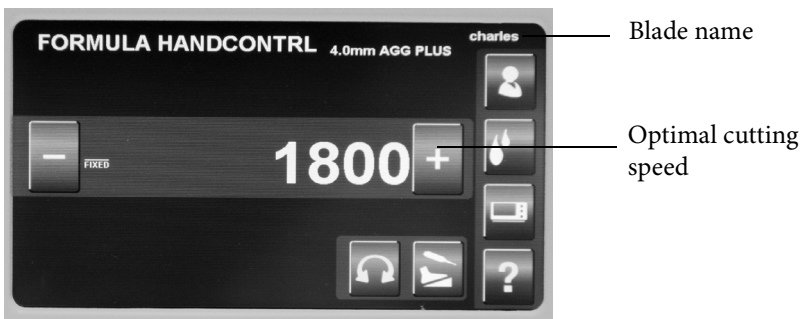 FORMULA HANDCONTRL 4.0mm AGG PLUS charles
Blade name
− FIXED 1800 +
Optimal cutting
speed
?